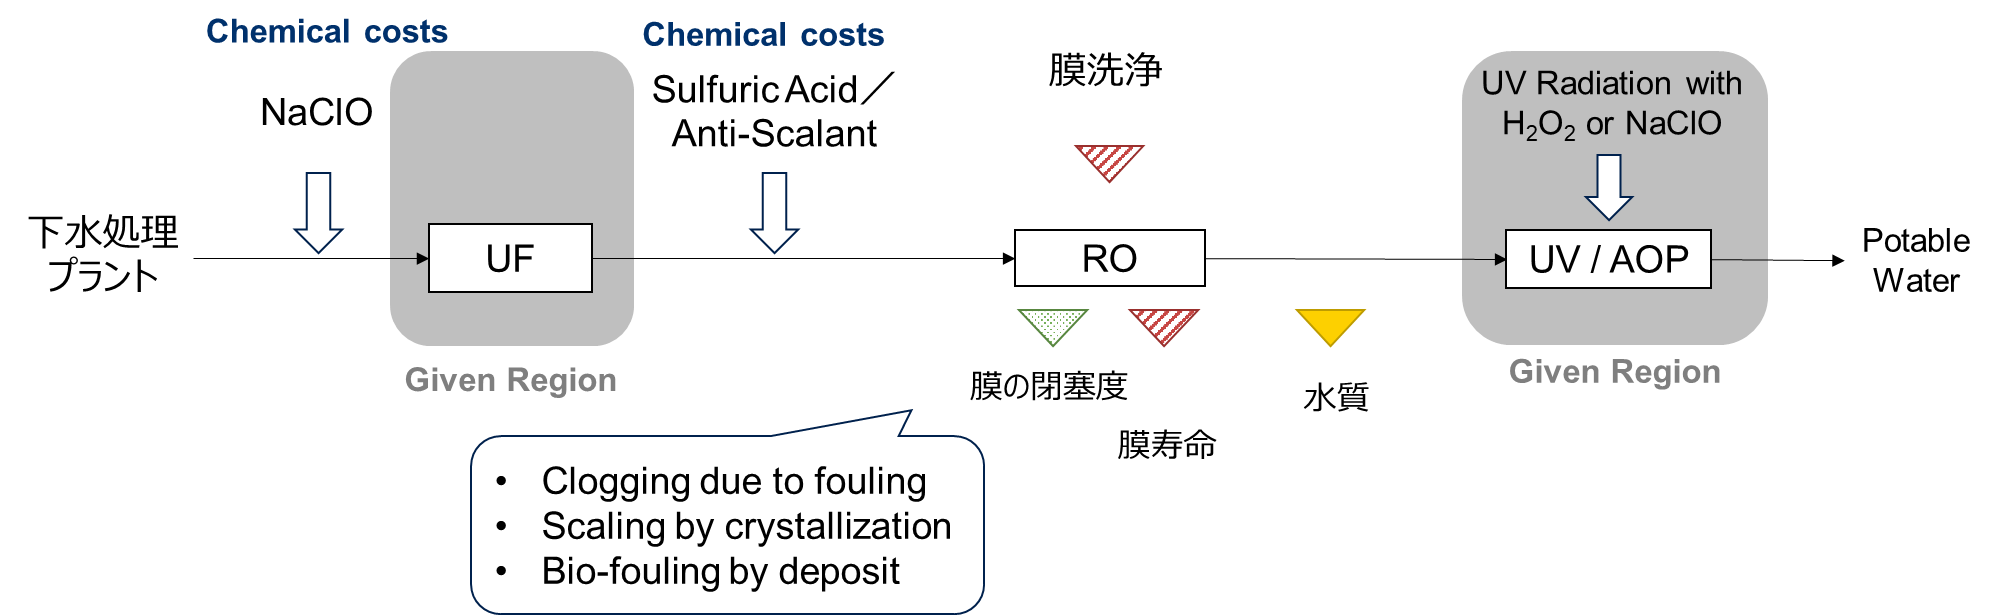 Chemical costs
NaClO
Chemical costs
Sulfuric Acid／
Anti-Scalant
膜洗浄
UV Radiation with
H₂O₂ or NaClO
下水処理
プラント
UF
RO
UV / AOP
Potable
Water
Given Region
膜の閉塞度
膜寿命
水質
Given Region
• Clogging due to fouling
• Scaling by crystallization
• Bio-fouling by deposit